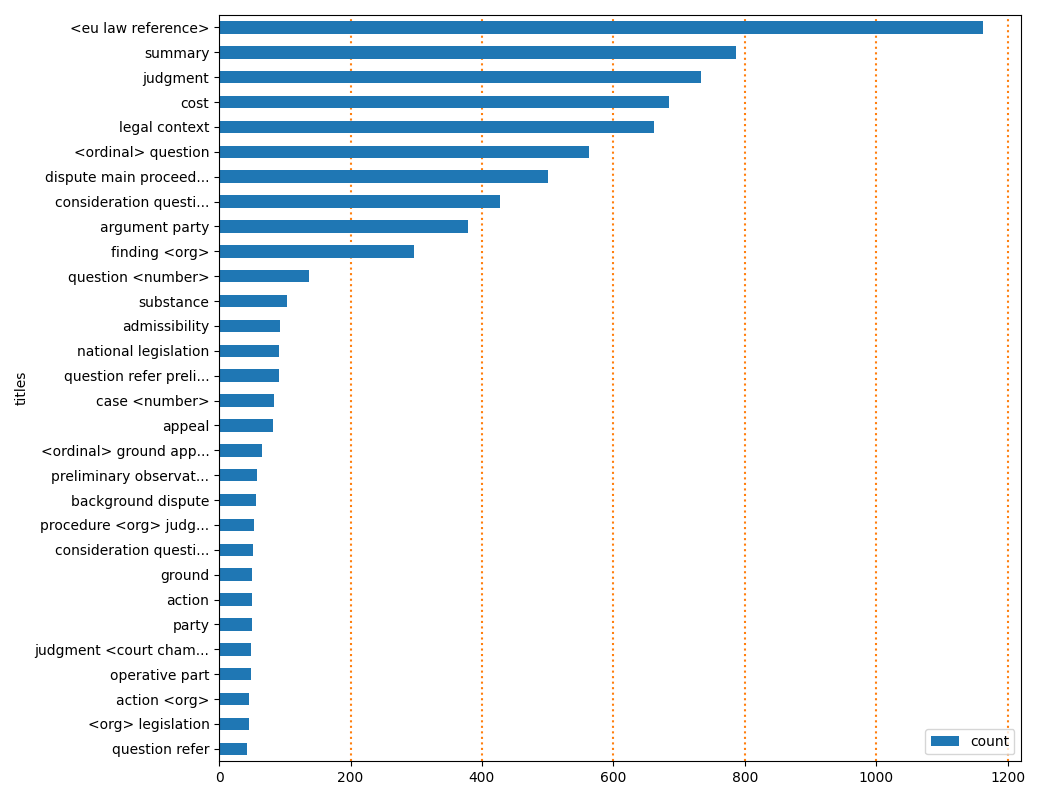 <eu law reference>
summary
judgment
cost
legal context
<ordinal> question
dispute main proceed...
consideration questi...
argument party
finding <org>
question <number>
substance
admissibility
national legislation
question refer preli...
case <number>
appeal
<ordinal> ground app...
preliminary observat...
background dispute
procedure <org> judg...
consideration questi...
ground
action
party
judgment <court cham...
operative part
action <org>
<org> legislation
question refer
titles
count
0 200 400 600 800 1000 1200